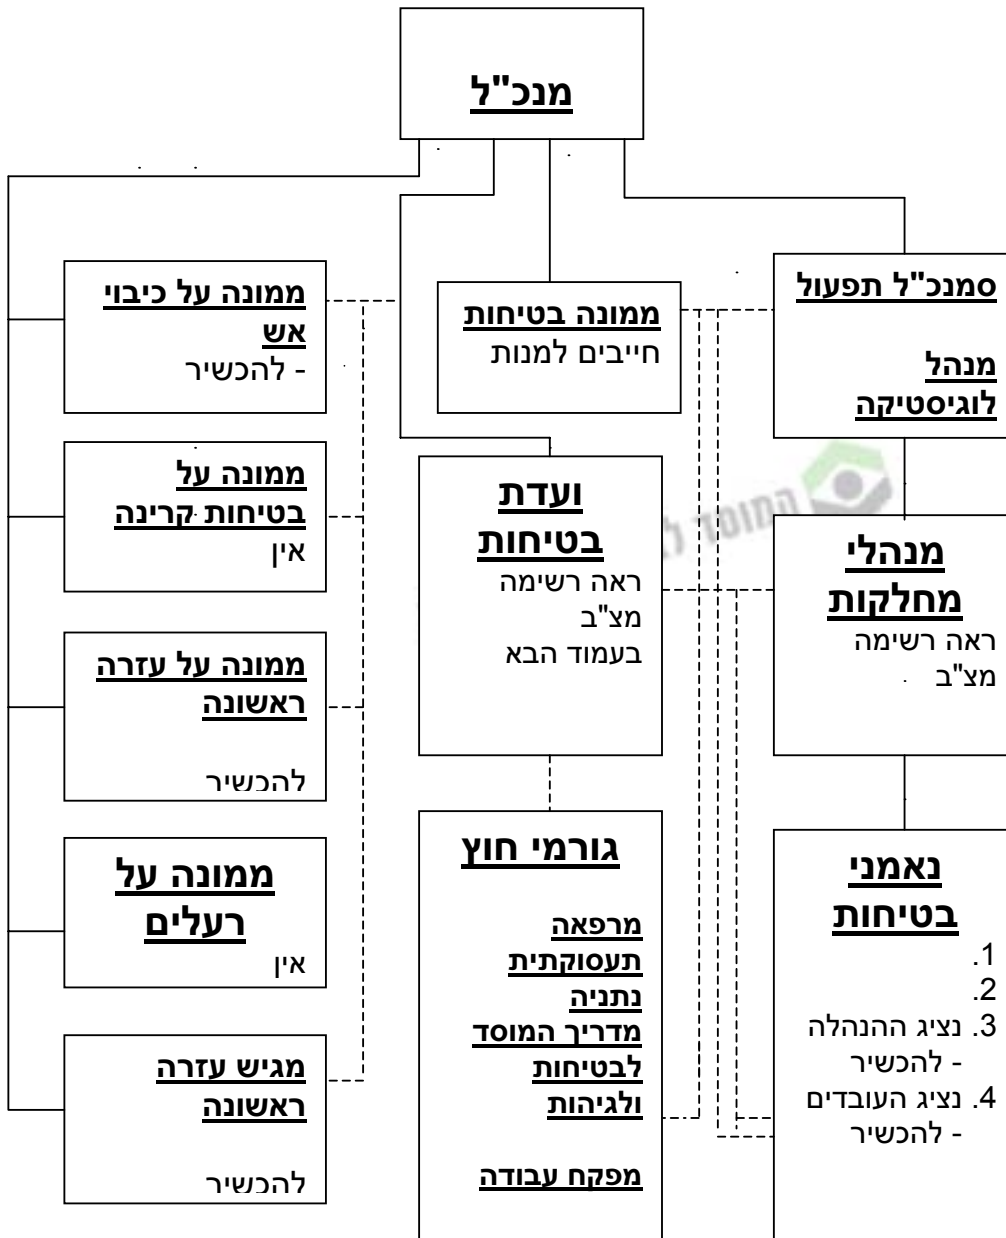 מנכ"ל
סמנכ"ל תפעול
מנהל
לוגיסטיקה
ממונה בטיחות
חייבים למנות
ממונה על כיבוי
אש
- להכשיר
מנהלי
מחלקות
ראה רשימה
מצ"ב
ועדת
בטיחות
ראה רשימה
מצ"ב
בעמוד הבא
ממונה על
בטיחות קרינה
אין
ממונה על עזרה
ראשונה
להכשיר
נאמני
בטיחות
1.
2.
3. נציג ההנהלה
- להכשיר
4. נציג העובדים
- להכשיר
גורמי חוץ
מרפאה
תעסוקתית
נתניה
מדריך המוסד
לבטיחות
ולגיהות
מפקח עבודה
ממונה על
רעלים
אין
מגיש עזרה
ראשונה
להכשיר
המוסד